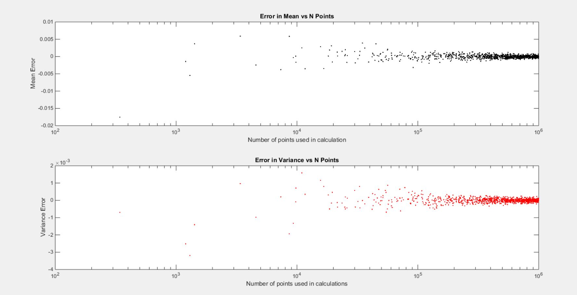 Error in Mean vs N Points
0.01
0.005
0
-0.005
-0.01
-0.015
-0.02
Mean Error
10² 10³ 10⁴ 10⁵ 10⁶
Number of points used in calculation
Error in Variance vs N Points
×10⁻³
2
1
0
-1
-2
-3
-4
Variance Error
10² 10³ 10⁴ 10⁵ 10⁶
Number of points used in calculations